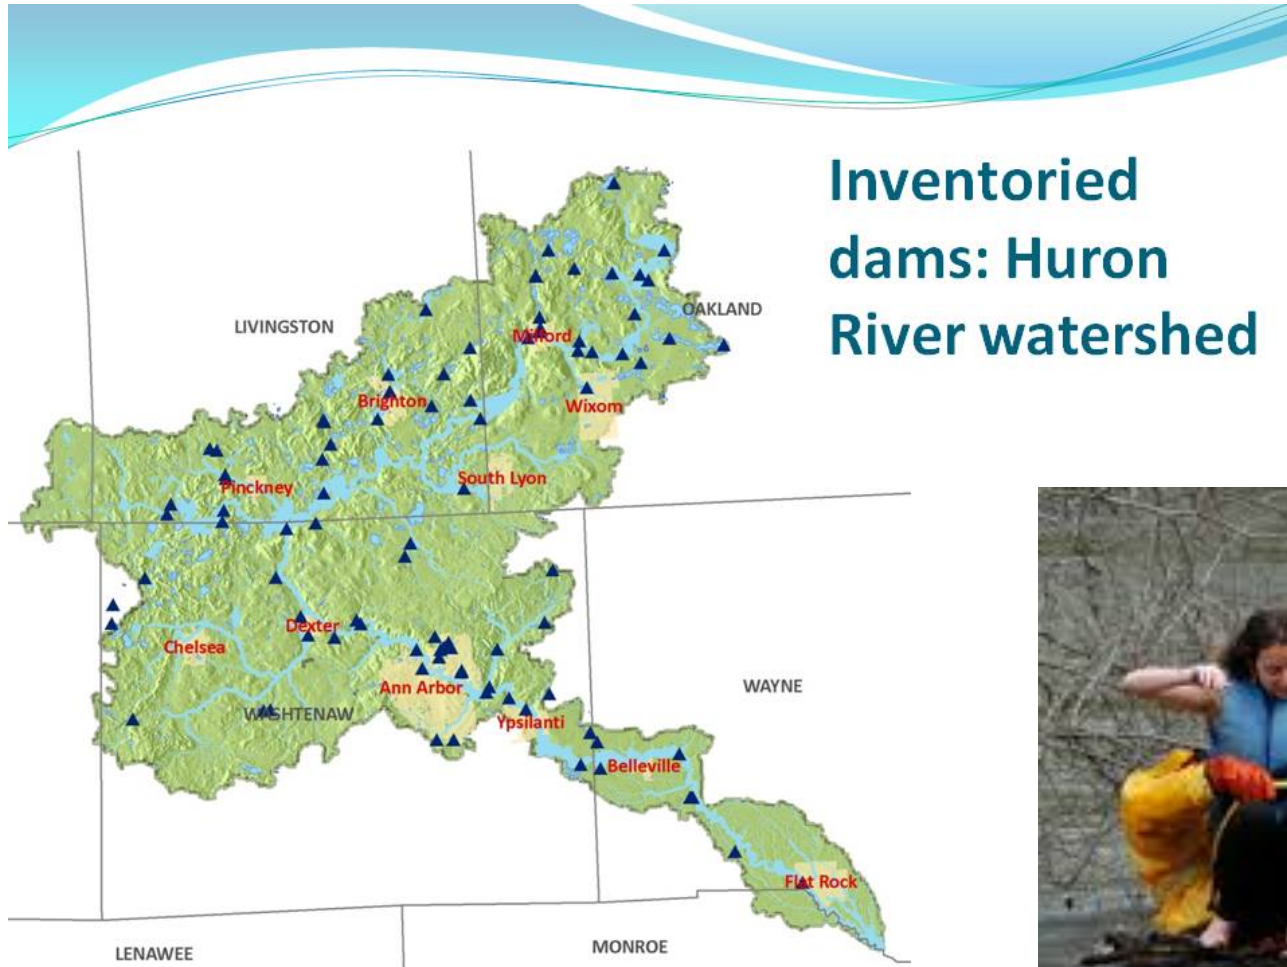 Inventoried
dams: Huron
River watershed
LIVINGSTON
OAKLAND
Milford
Brighton
Wixom
South Lyon
Pinckney
Dexter
Chelsea
Ann Arbor
WASHTENAW
WAYNE
Ypsilanti
Belleville
Flat Rock
LENAWEE
MONROE